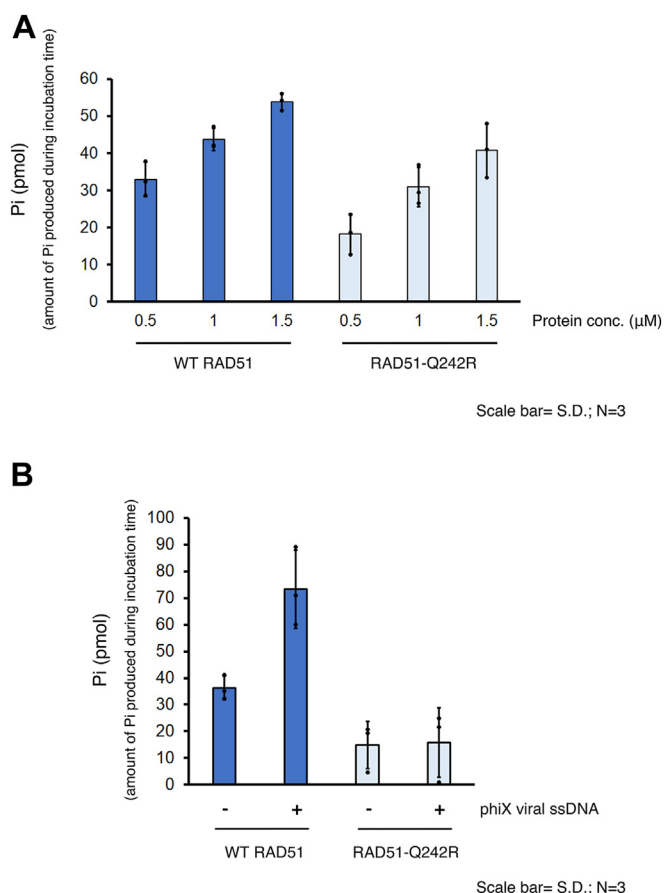 A
60
50
40
30
20
10
0
Pi (pmol)
(amount of Pi produced during incubation time)
0.5 1 1.5 0.5 1 1.5 Protein conc. (μM)
WT RAD51 RAD51-Q242R
Scale bar= S.D.; N=3
B
100
90
80
70
60
50
40
30
20
10
0
Pi (pmol)
(amount of Pi produced during incubation time)
- + - + phiX viral ssDNA
WT RAD51 RAD51-Q242R
Scale bar= S.D.; N=3